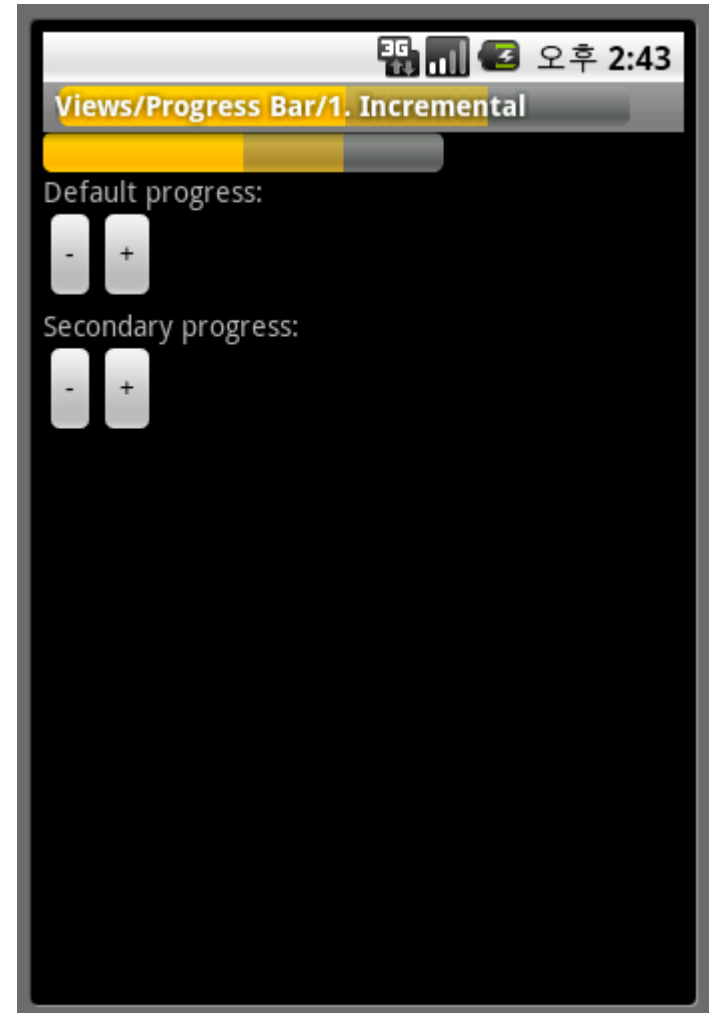 3G 오후 2:43
Views/Progress Bar/1. Incremental
Default progress:
- +
Secondary progress:
- +